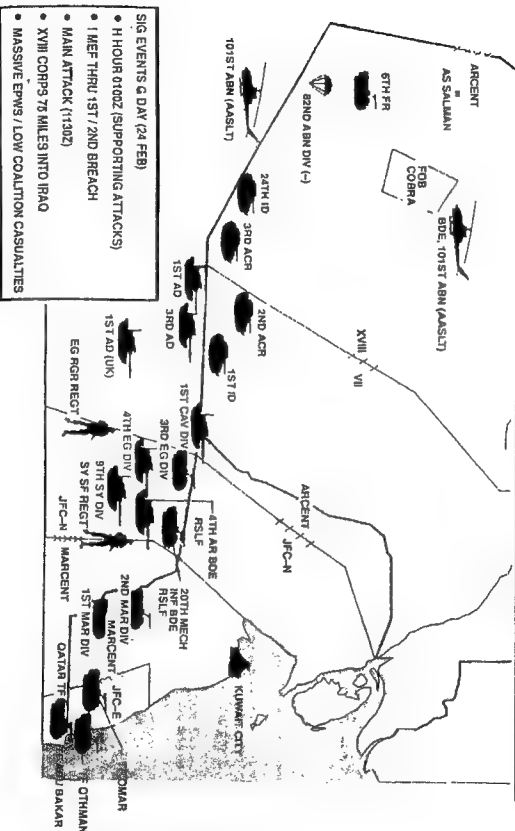 ARCENT
AS SALMAN
6TH FR
82ND ABN DIV (–)
101ST ABN (AASLT)
FOB
COBRA
BDE, 101ST ABN (AASLT)
24TH ID
3RD ACR
1ST AD
3RD AD
2ND ACR
1ST ID
1ST AD (UK)
XVIII
VII
1ST CAV DIV
3RD EG DIV
4TH EG DIV
EG RGR REGT
9TH SY DIV
SY SF REGT
ARCENT
JFC–N
4TH AR BDE
RSLF
20TH MECH
INF BDE
RSLF
JFC–N
MARCENT
2ND MAR DIV
1ST MAR DIV
MARCENT
JFC–E
KUWAIT CITY
QATAR TF
OMAR
OTHMAN
BAKAR
SIG EVENTS G DAY (24 FEB)
• H HOUR 0100Z (SUPPORTING ATTACKS)
• I MEF THRU 1ST / 2ND BREACH
• MAIN ATTACK (1130Z)
• XVIII CORPS 75 MILES INTO IRAQ
• MASSIVE EPWS / LOW COALITION CASUALTIES